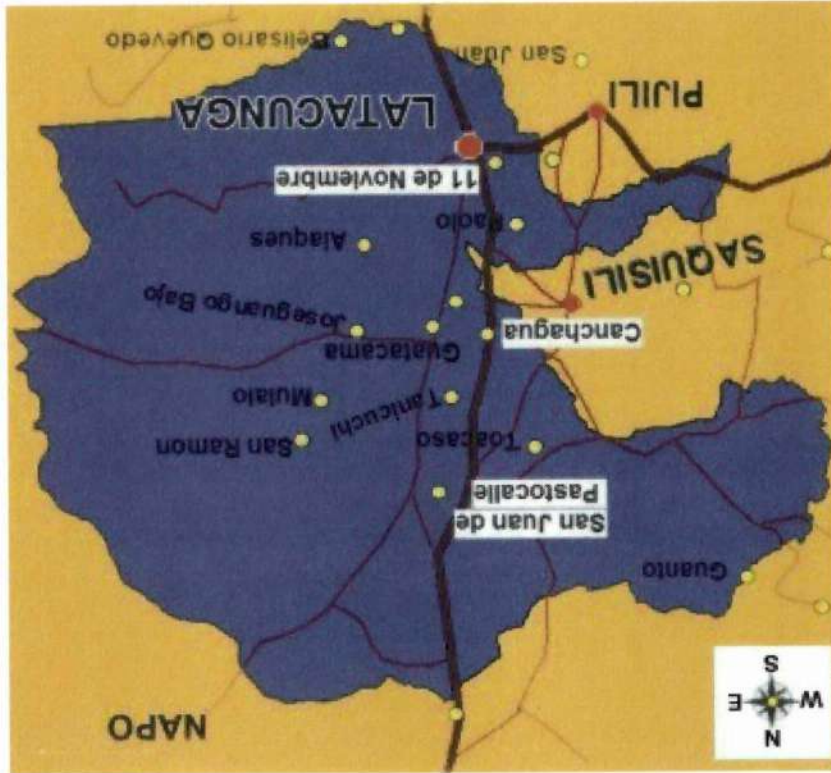 N
W E
S
NAPO
Guanto
San Juan de
Pastocalle
San Ramon
Toacaso
Mulalo
Tanicuchi
Guatacama
Joseguango Bajo
Canchagua
SAQUISILI
Alaques
11 de Noviembre
LATACUNGA
PIJILI
San Juan
Belisario Quevedo